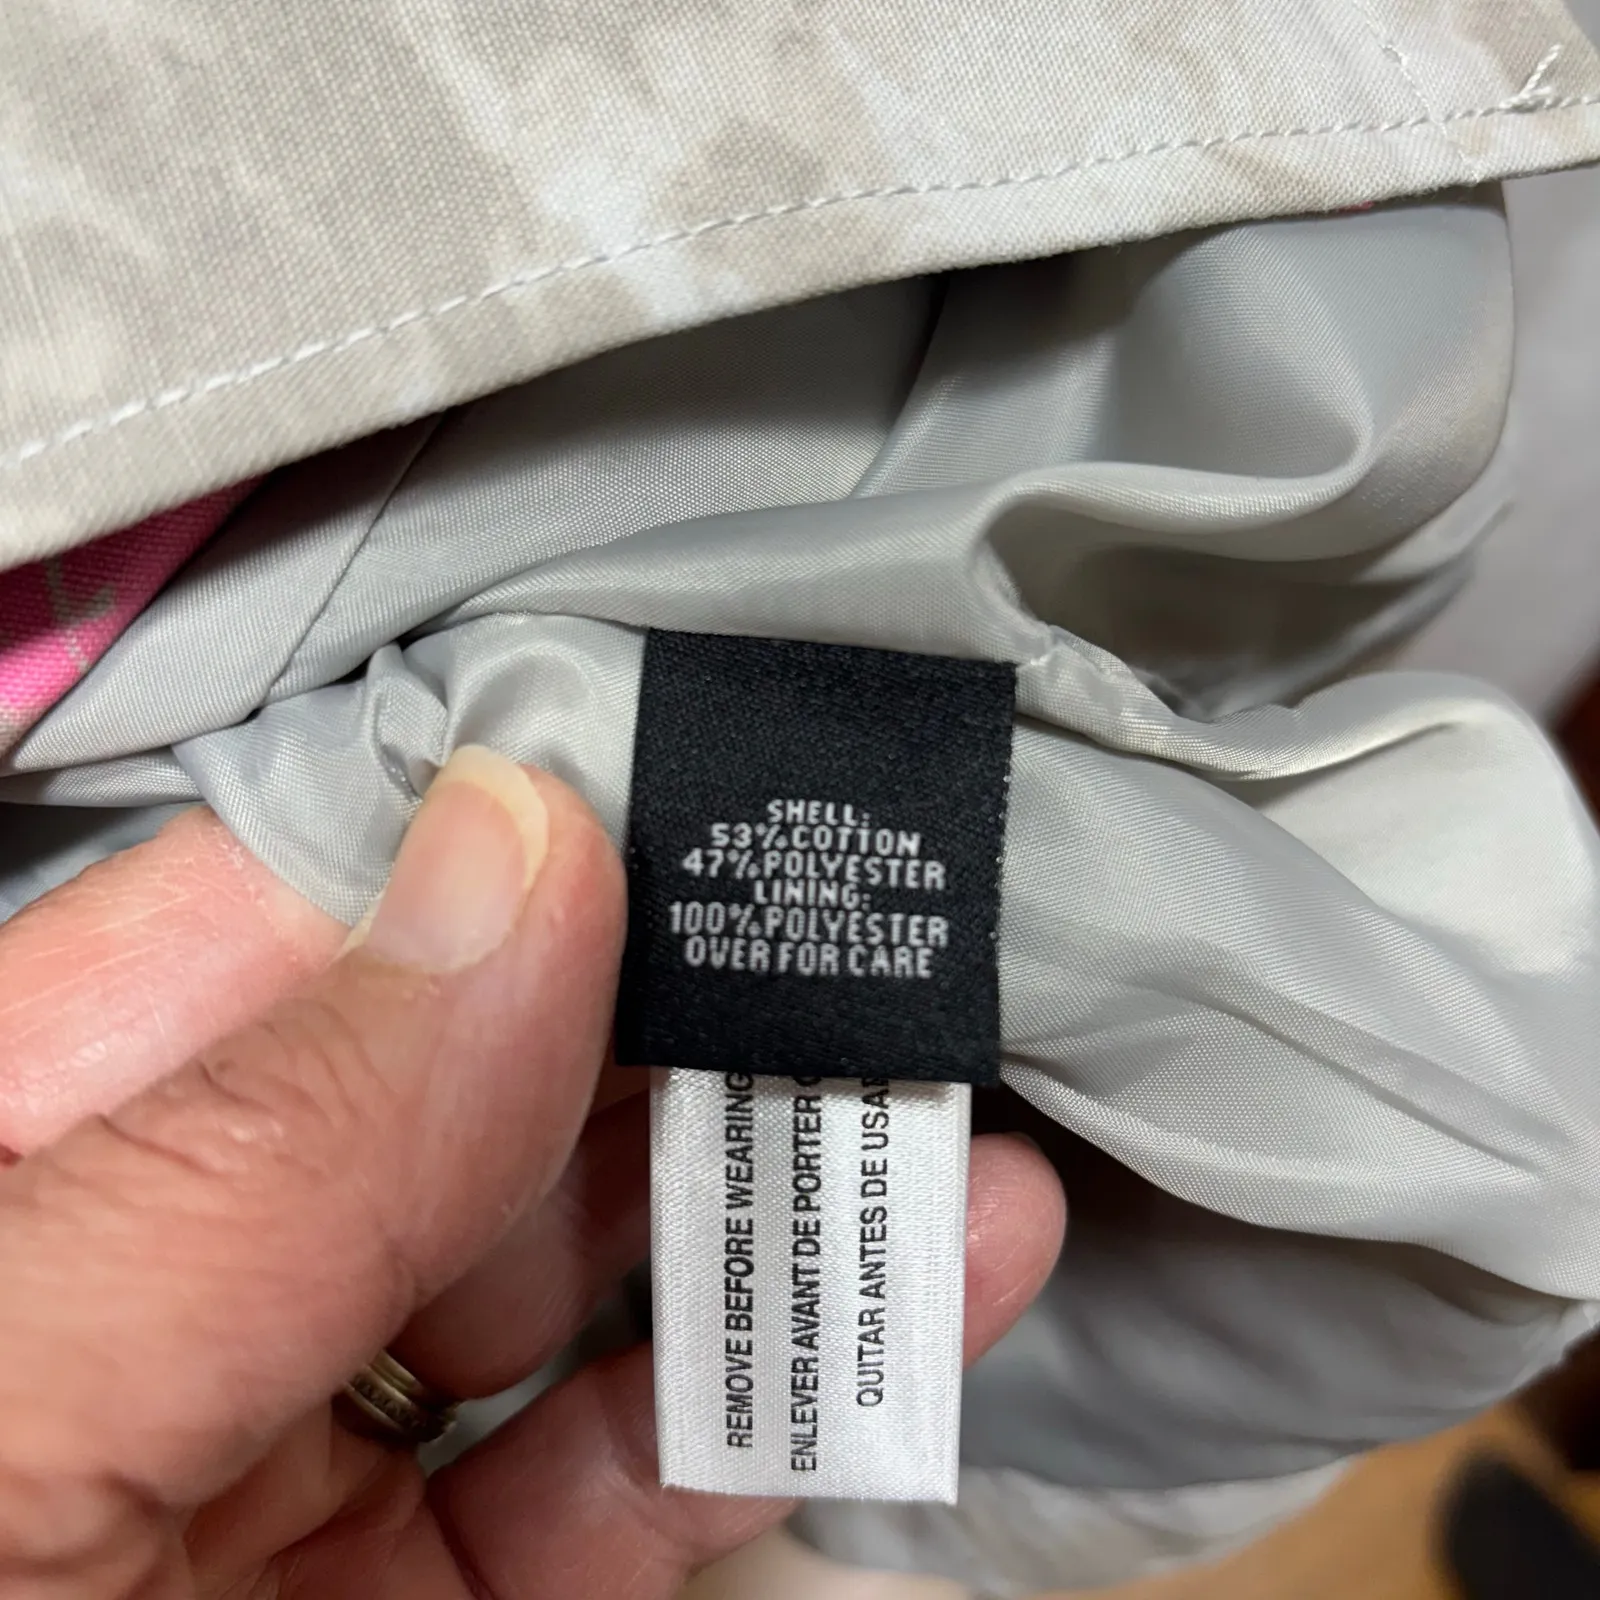 SHELL:
53%COTTON
47%POLYESTER
LINING:
100%POLYESTER
OVER FOR CARE
REMOVE BEFORE WEARING
ENLEVER AVANT DE PORTER
QUITAR ANTES DE USAR